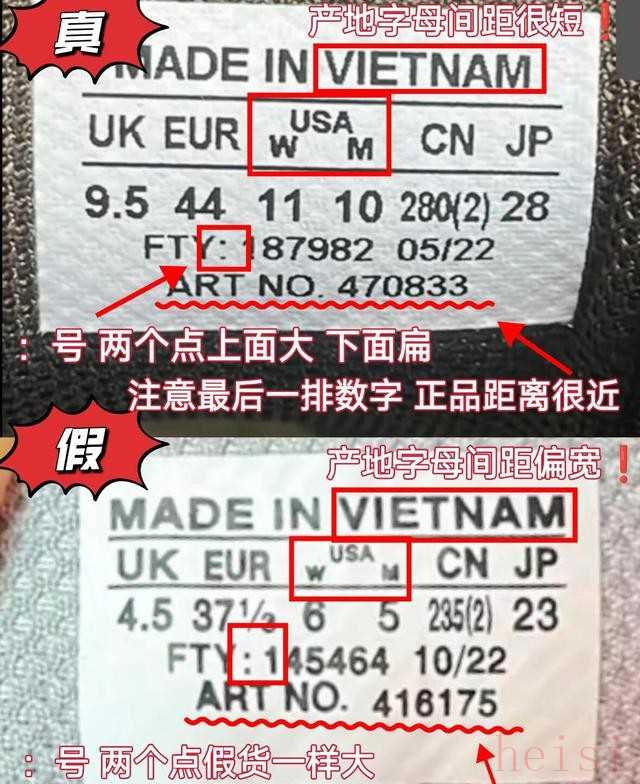 真
产地字母间距很短❗
MADE IN VIETNAM
UK EUR W USA M CN JP
9.5 44 11 10 280(2) 28
FTY: 187982 05/22
ART NO. 470833
：号 两个点上面大 下面扁
注意最后一排数字 正品距离很近
假
产地字母间距偏宽❗
MADE IN VIETNAM
UK EUR W USA M CN JP
4.5 37½ 6 5 235(2) 23
FTY: 145464 10/22
ART NO. 416175
：号 两个点假货一样大
heisi